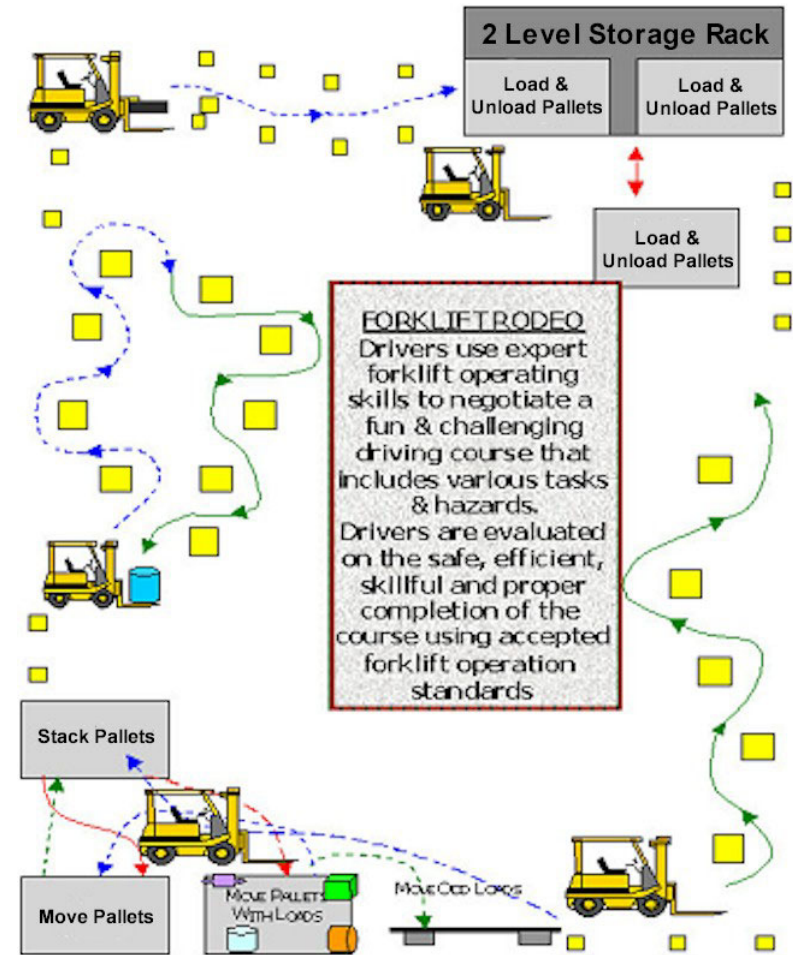 2 Level Storage Rack
Load &
Unload Pallets
Load &
Unload Pallets
Load &
Unload Pallets
FORKLIFT RODEO
Drivers use expert
forklift operating
skills to negotiate a
fun & challenging
driving course that
includes various tasks
& hazards.
Drivers are evaluated
on the safe, efficient,
skillful and proper
completion of the
course using accepted
forklift operation
standards
Stack Pallets
Move Pallets
MOVE PALLETS
WITH LOADS
MOVE ODD LOADS